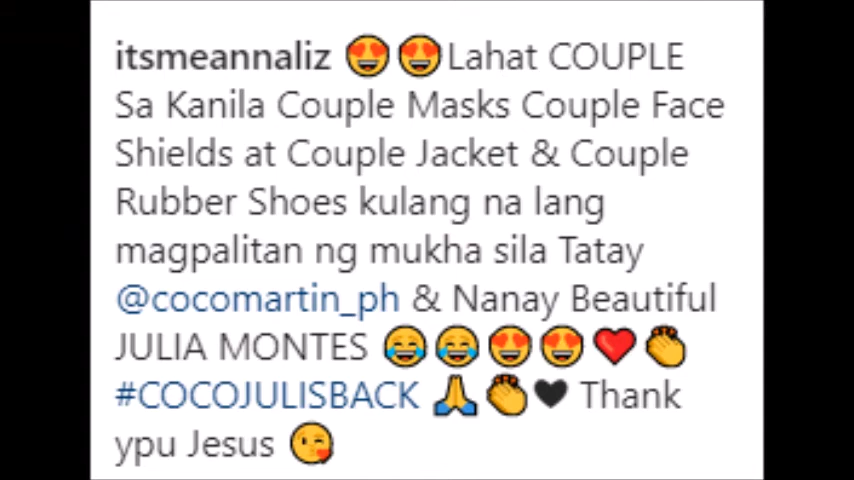 itsmeannaliz 😍😍Lahat COUPLE
Sa Kanila Couple Masks Couple Face
Shields at Couple Jacket & Couple
Rubber Shoes kulang na lang
magpalitan ng mukha sila Tatay
@cocomartin_ph & Nanay Beautiful
JULIA MONTES 😂😂😍😍❤️👏
#COCOJULISBACK 🙏👏🖤 Thank
ypu Jesus 😘